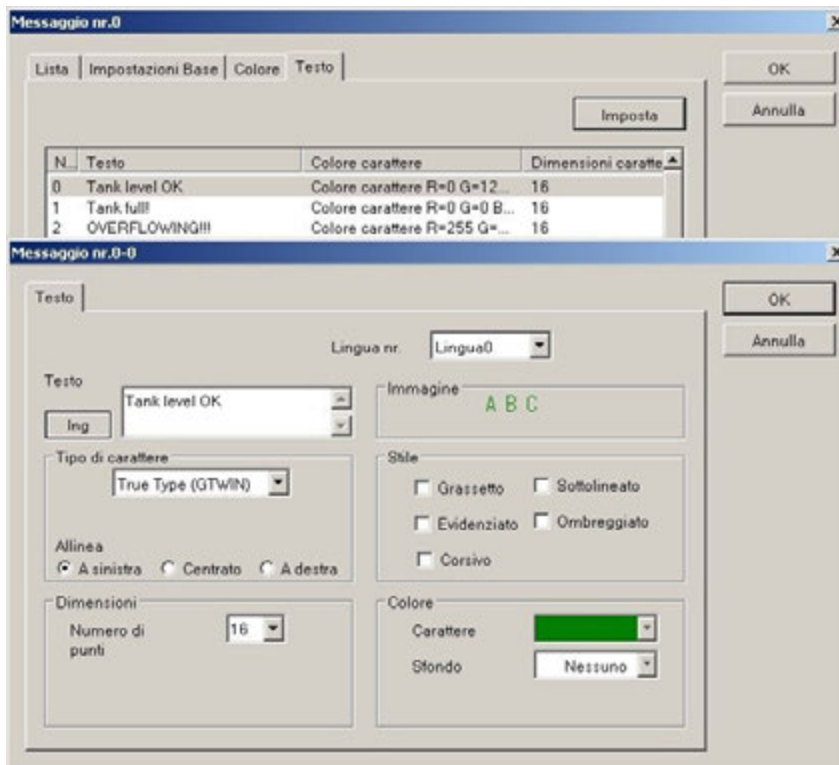 Messaggio nr.0
Lista Impostazioni Base Colore Testo
OK
Imposta
Annulla
N... Testo Colore carattere Dimensioni caratte
0 Tank level OK Colore carattere R=0 G=12... 16
1 Tank full! Colore carattere R=0 G=0 B... 16
2 OVERFLOWING!!! Colore carattere R=255 G=... 16
Messaggio nr.0-0
Testo
OK
Lingua nr. Lingua0
Annulla
Testo
Tank level OK
Ing
Immagine
A B C
Tipo di carattere
True Type (GTWIN)
Allinea
A sinistra Centrato A destra
Stile
Grassetto Sottolineato
Evidenziato Ombreggiato
Corsivo
Dimensioni
Numero di 16
punti
Colore
Carattere
Sfondo Nessuno